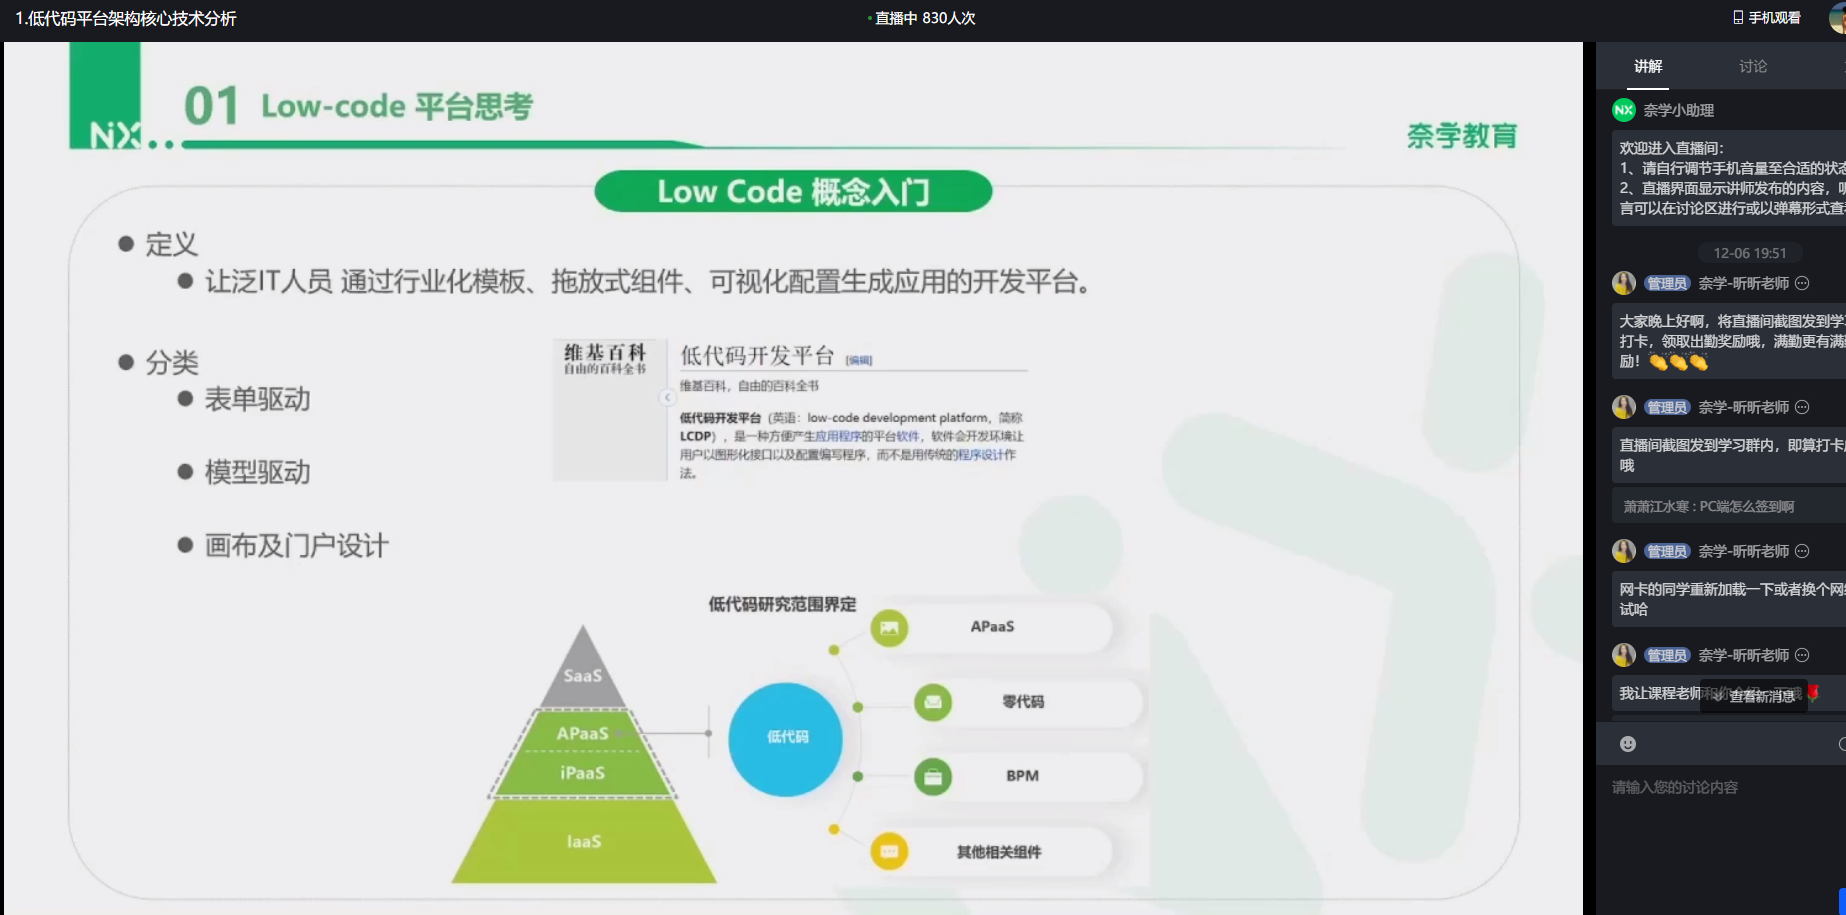 1.低代码平台架构核心技术分析
直播中 830人次
手机观看
NX
01 Low-code 平台思考
奈学教育
Low Code 概念入门
定义
让泛IT人员 通过行业化模板、拖放式组件、可视化配置生成应用的开发平台。
分类
表单驱动
模型驱动
画布及门户设计
维基百科
自由的百科全书
低代码开发平台 [编辑]
维基百科，自由的百科全书
低代码开发平台（英语：low-code development platform，简称
LCDP），是一种方便产生应用程序的平台软件，软件会开发环境让
用户以图形化接口以及配置编写程序，而不是用传统的程序设计作
法。
低代码研究范围界定
SaaS
APaaS
iPaaS
IaaS
低代码
APaaS
零代码
BPM
其他相关组件
讲解
讨论
NX 奈学小助理
欢迎进入直播间：
1、请自行调节手机音量至合适的状态
2、直播界面显示讲师发布的内容，
言可以在讨论区进行或以弹幕形式查
12-06 19:51
管理员 奈学-昕昕老师
大家晚上好啊，将直播间截图发到学
打卡，领取出勤奖励哦，满勤更有满
励！
管理员 奈学-昕昕老师
直播间截图发到学习群内，即算打卡
哦
萧萧江水寒 : PC端怎么签到啊
管理员 奈学-昕昕老师
网卡的同学重新加载一下或者换个网
试哈
管理员 奈学-昕昕老师
我让课程老师
查看新消息
请输入您的讨论内容